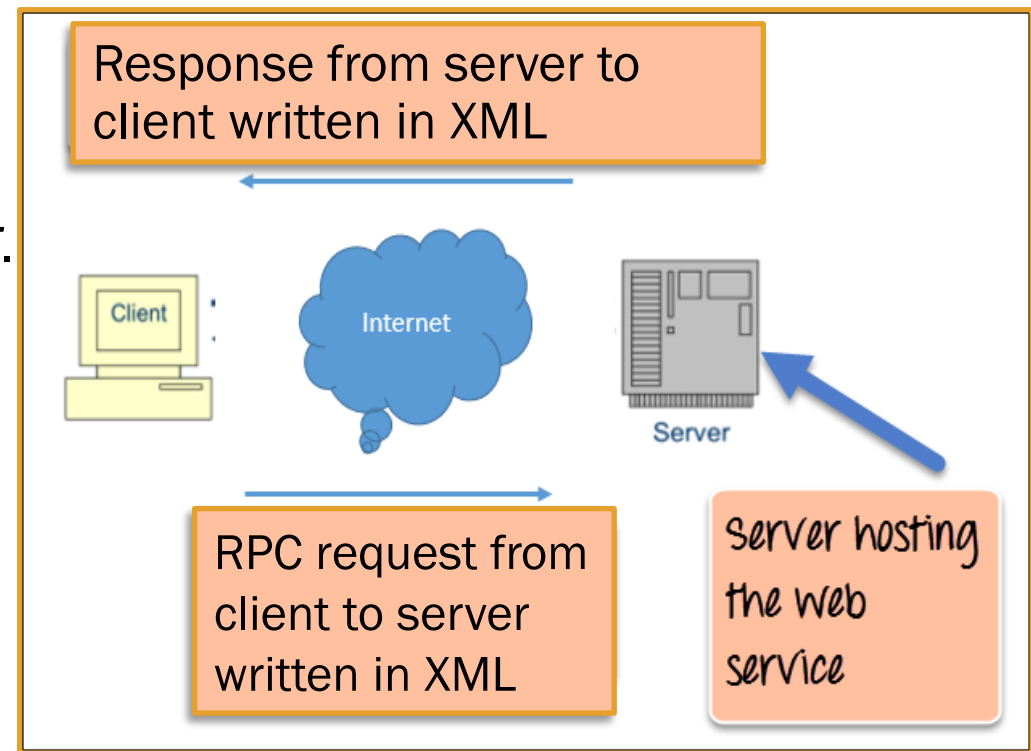 Response from server to
client written in XML
Client
Internet
Server
RPC request from
client to server
written in XML
Server hosting
the web
service